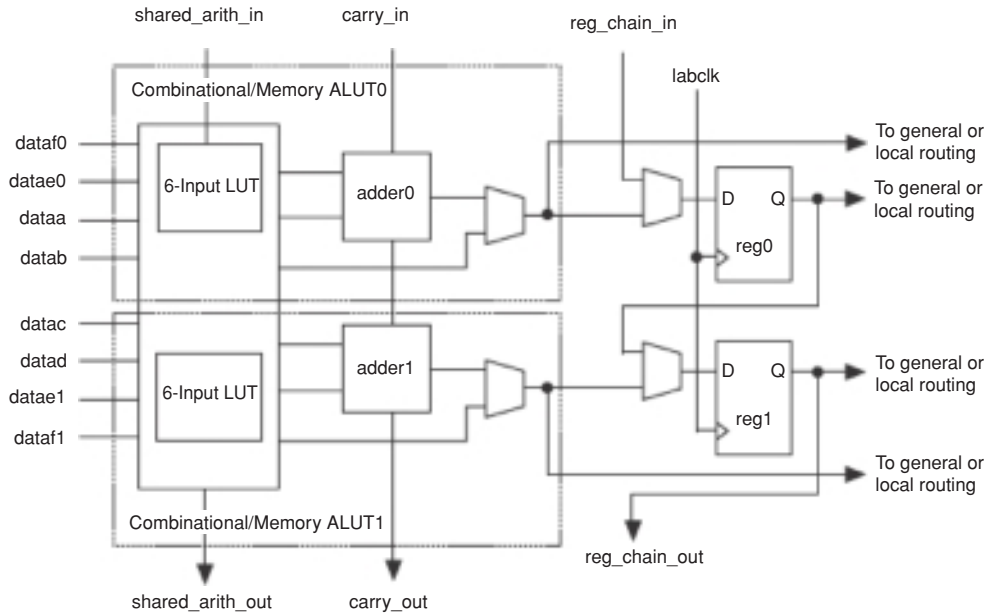 shared_arith_in
carry_in
reg_chain_in
labclk
Combinational/Memory ALUT0
dataf0
datae0
dataa
datab
6-Input LUT
adder0
D
Q
reg0
To general or
local routing
To general or
local routing
datac
datad
datae1
dataf1
6-Input LUT
adder1
D
Q
reg1
To general or
local routing
To general or
local routing
Combinational/Memory ALUT1
reg_chain_out
shared_arith_out
carry_out